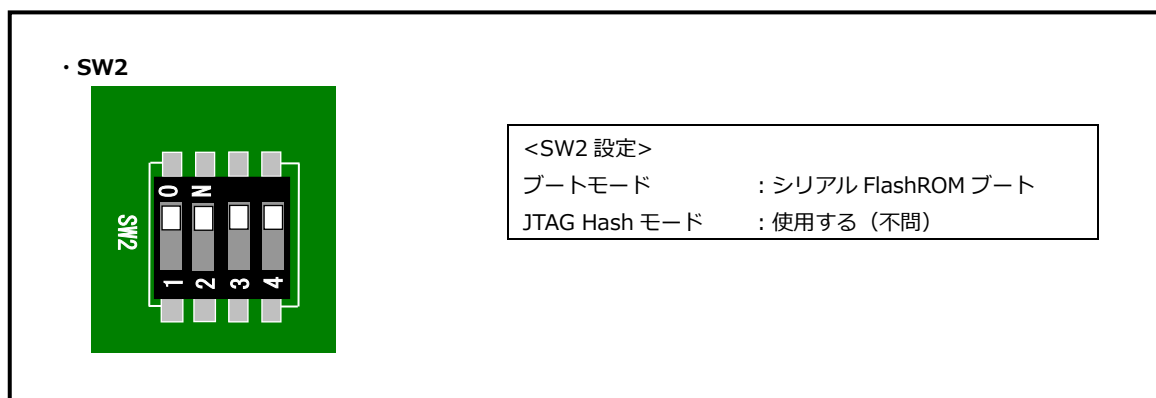 ・SW2
SW2
O N
1 2 3 4
<SW2 設定>
ブートモード ：シリアル FlashROM ブート
JTAG Hash モード ：使用する（不問）